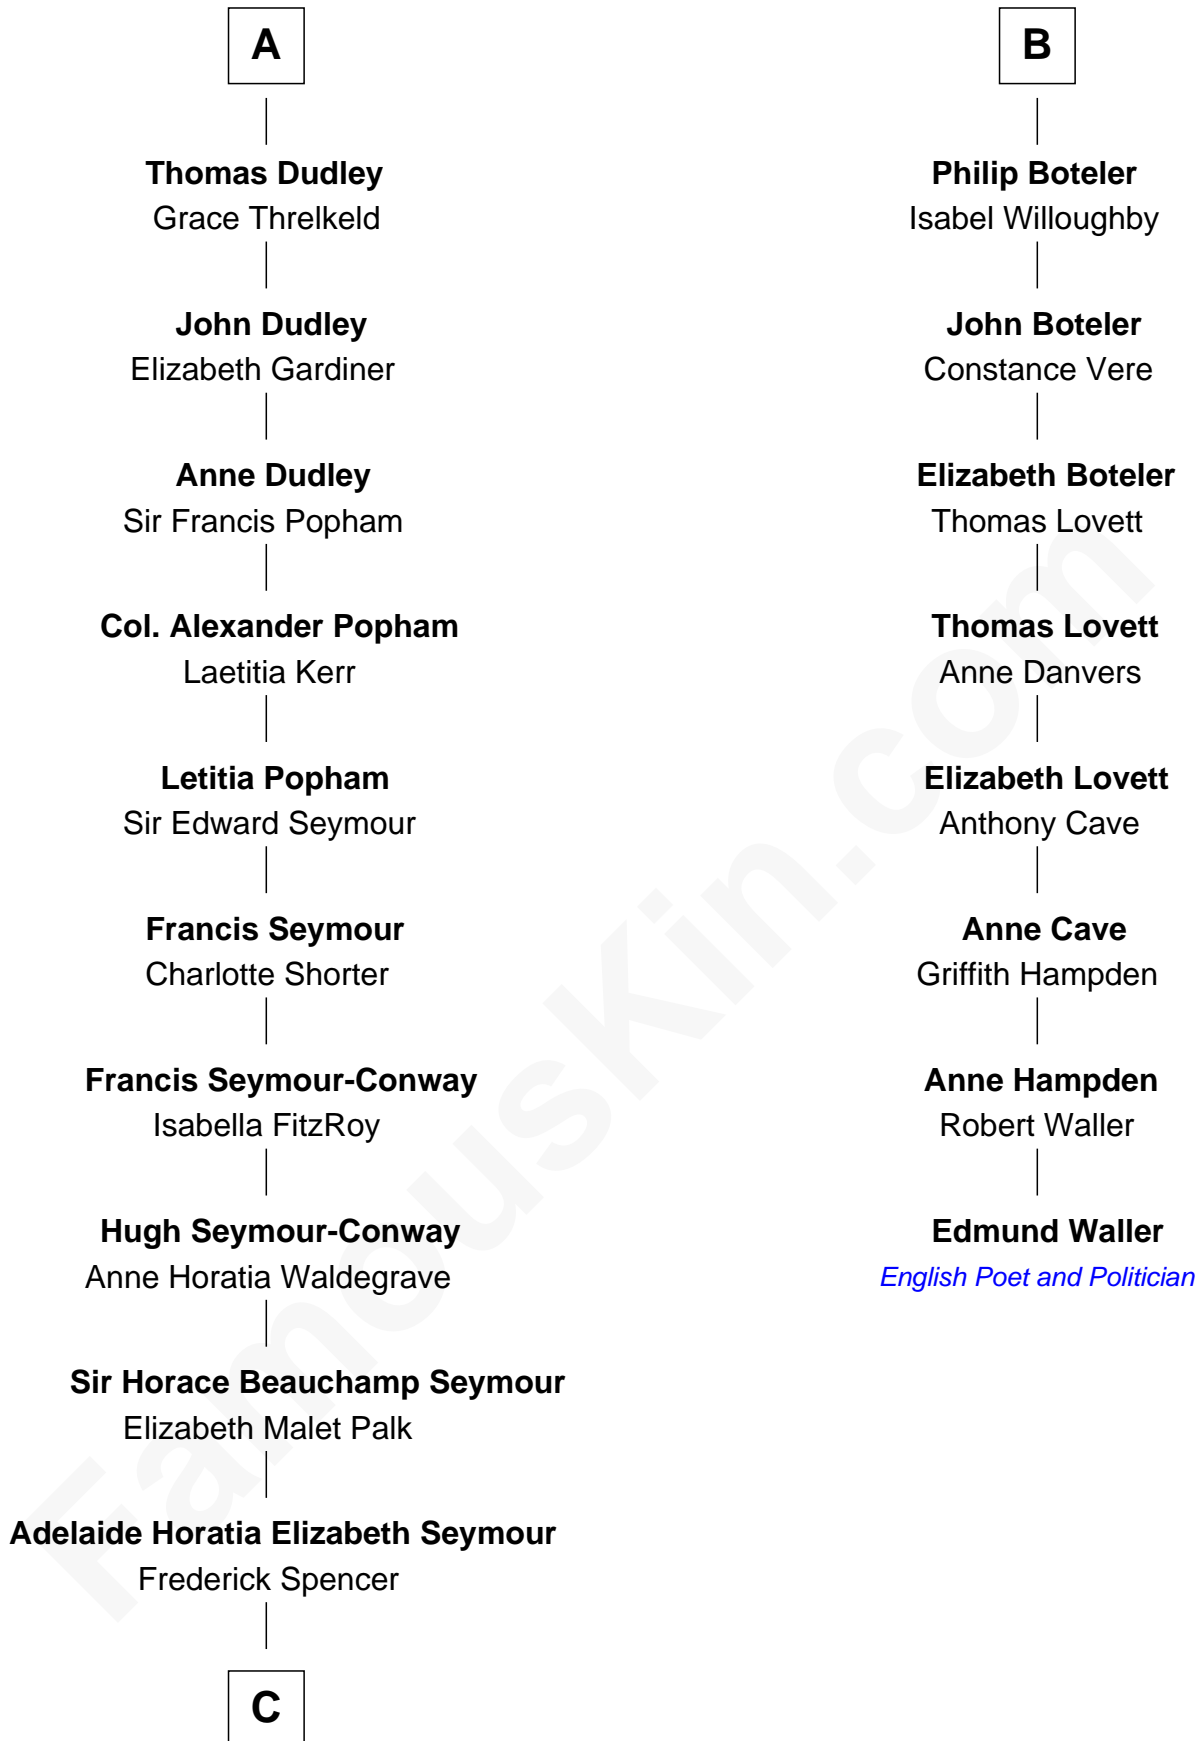 A
Thomas Dudley
Grace Threlkeld
John Dudley
Elizabeth Gardiner
Anne Dudley
Sir Francis Popham
Col. Alexander Popham
Laetitia Kerr
Letitia Popham
Sir Edward Seymour
Francis Seymour
Charlotte Shorter
Francis Seymour-Conway
Isabella FitzRoy
Hugh Seymour-Conway
Anne Horatia Waldegrave
Sir Horace Beauchamp Seymour
Elizabeth Malet Palk
Adelaide Horatia Elizabeth Seymour
Frederick Spencer
C
B
Philip Boteler
Isabel Willoughby
John Boteler
Constance Vere
Elizabeth Boteler
Thomas Lovett
Thomas Lovett
Anne Danvers
Elizabeth Lovett
Anthony Cave
Anne Cave
Griffith Hampden
Anne Hampden
Robert Waller
Edmund Waller
English Poet and Politician
FamousKin.com